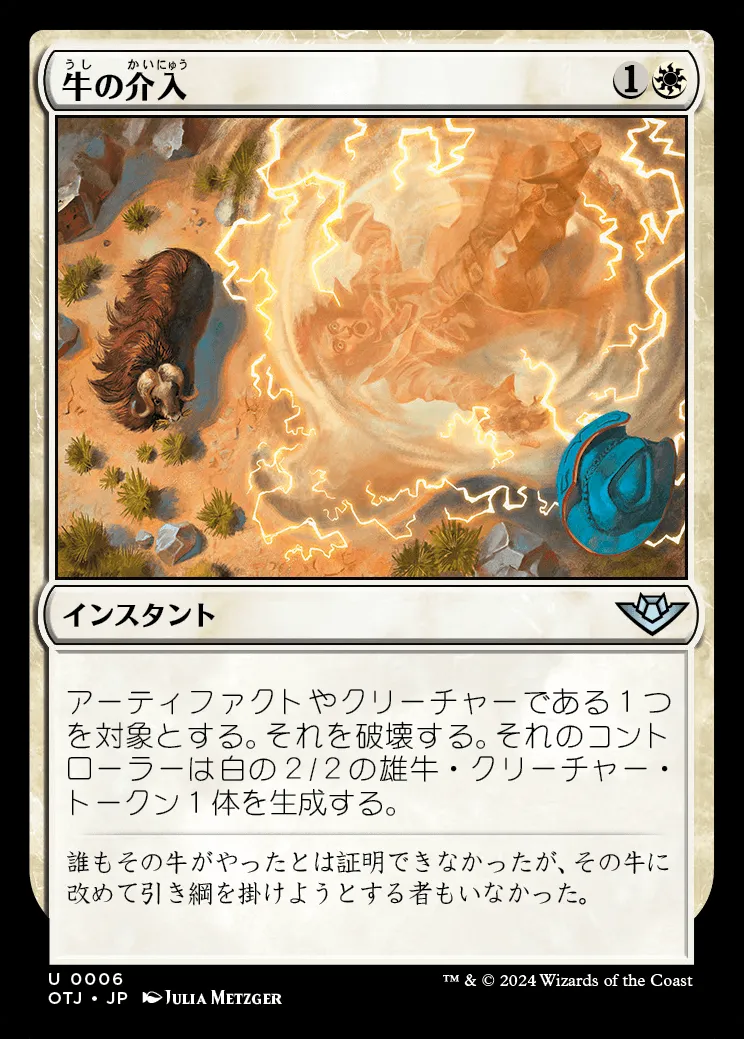 うし かいにゅう
牛の介入 1
インスタント
アーティファクトやクリーチャーである1つ
を対象とする。それを破壊する。それのコント
ローラーは白の2/2の雄牛・クリーチャー・
トークン1体を生成する。
誰もその牛がやったとは証明できなかったが、その牛に
改めて引き綱を掛けようとする者もいなかった。
U 0006
OTJ • JP Julia Metzger
™ & © 2024 Wizards of the Coast